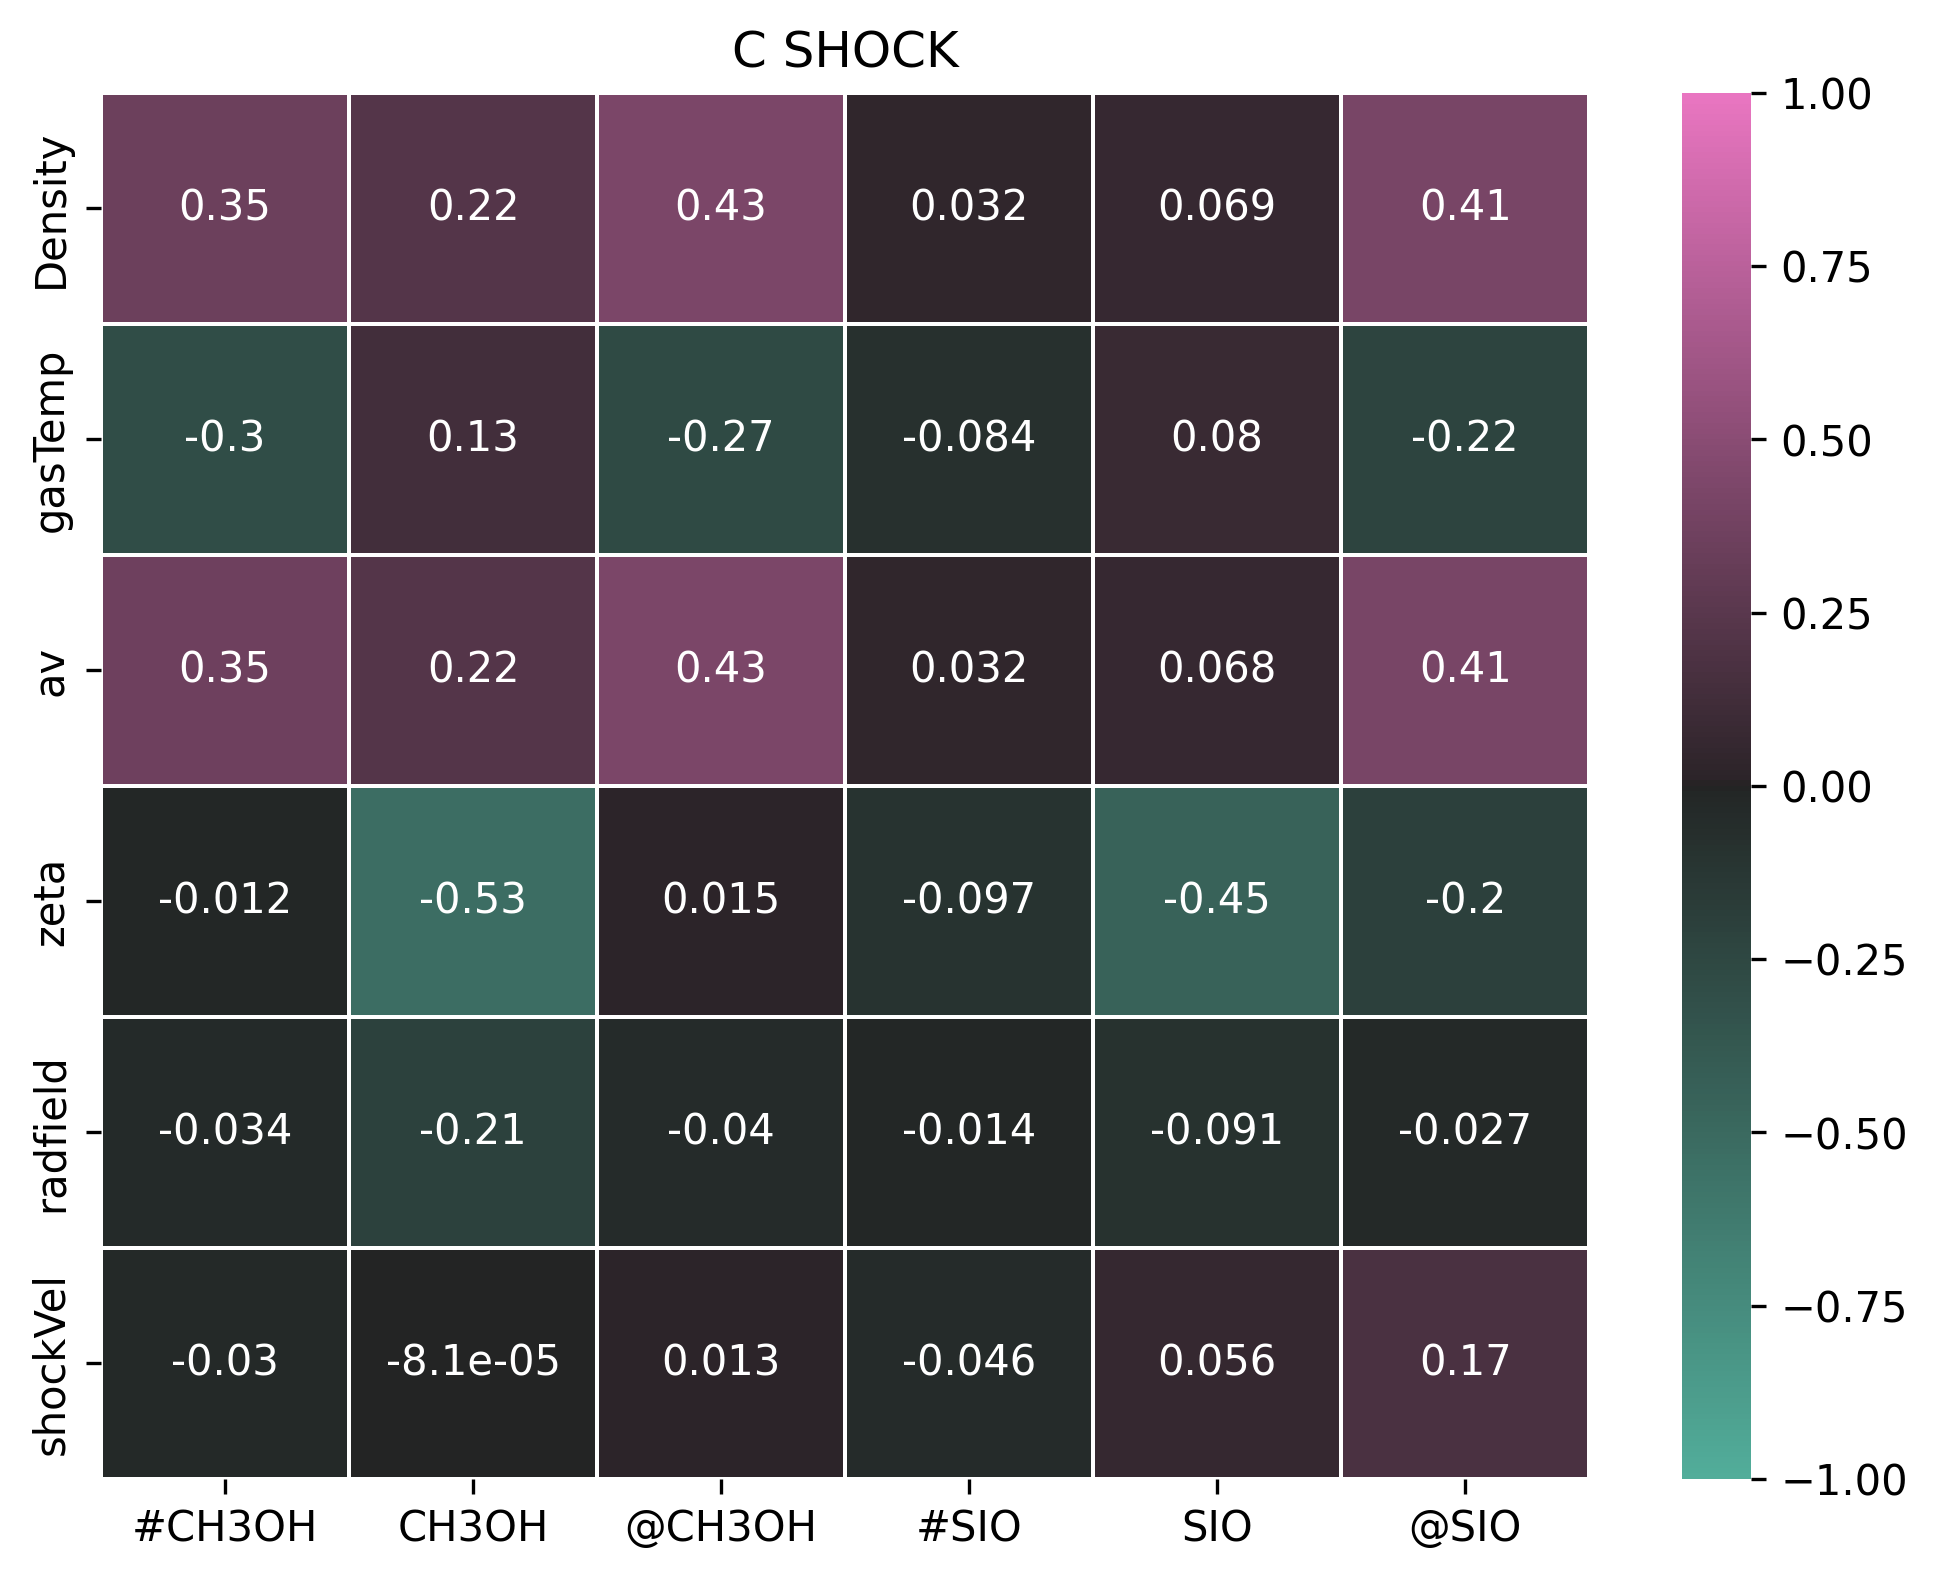 C SHOCK
Density 0.35 0.22 0.43 0.032 0.069 0.41
gasTemp -0.3 0.13 -0.27 -0.084 0.08 -0.22
av 0.35 0.22 0.43 0.032 0.068 0.41
zeta -0.012 -0.53 0.015 -0.097 -0.45 -0.2
radfield -0.034 -0.21 -0.04 -0.014 -0.091 -0.027
shockVel -0.03 -8.1e-05 0.013 -0.046 0.056 0.17
#CH3OH CH3OH @CH3OH #SIO SIO @SIO
1.00
0.75
0.50
0.25
0.00
−0.25
−0.50
−0.75
−1.00